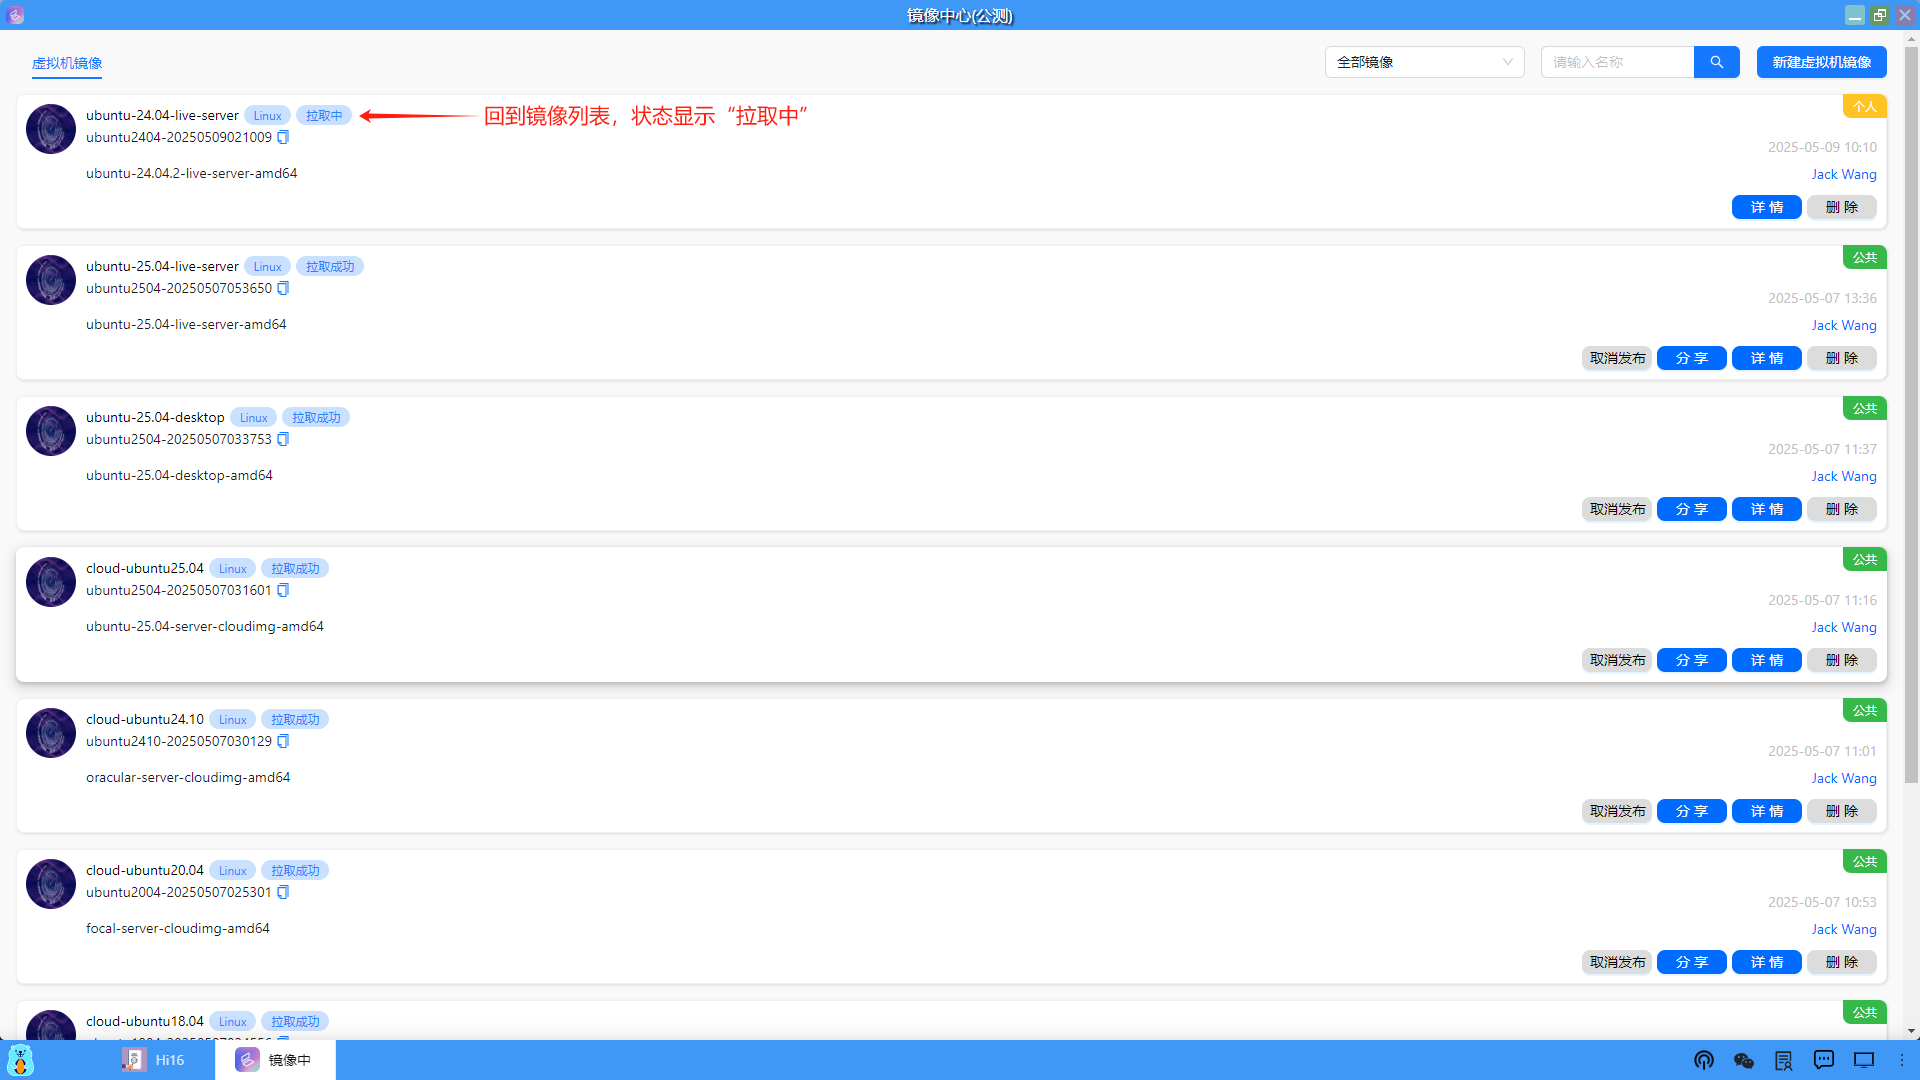 镜像中心(公测)
虚拟机镜像
全部镜像
请输入名称
新建虚拟机镜像
ubuntu-24.04-live-server Linux 拉取中
回到镜像列表，状态显示“拉取中”
个人
ubuntu2404-20250509021009
2025-05-09 10:10
ubuntu-24.04.2-live-server-amd64
Jack Wang
详 情 删 除
ubuntu-25.04-live-server Linux 拉取成功
公共
ubuntu2504-20250507053650
2025-05-07 13:36
ubuntu-25.04-live-server-amd64
Jack Wang
取消发布 分 享 详 情 删 除
ubuntu-25.04-desktop Linux 拉取成功
公共
ubuntu2504-20250507033753
2025-05-07 11:37
ubuntu-25.04-desktop-amd64
Jack Wang
取消发布 分 享 详 情 删 除
cloud-ubuntu25.04 Linux 拉取成功
公共
ubuntu2504-20250507031601
2025-05-07 11:16
ubuntu-25.04-server-cloudimg-amd64
Jack Wang
取消发布 分 享 详 情 删 除
cloud-ubuntu24.10 Linux 拉取成功
公共
ubuntu2410-20250507030129
2025-05-07 11:01
oracular-server-cloudimg-amd64
Jack Wang
取消发布 分 享 详 情 删 除
cloud-ubuntu20.04 Linux 拉取成功
公共
ubuntu2004-20250507025301
2025-05-07 10:53
focal-server-cloudimg-amd64
Jack Wang
取消发布 分 享 详 情 删 除
cloud-ubuntu18.04 Linux 拉取成功
公共
Hi16
镜像中